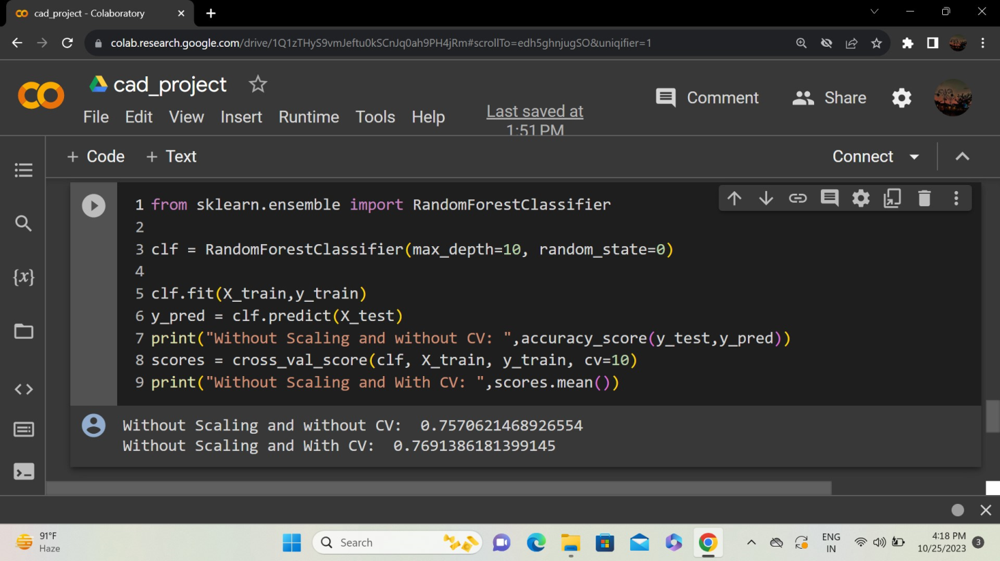 cad_project - Colaboratory
colab.research.google.com/drive/1Q1zTHyS9vmJeftu0kSCnJq0ah9PH4jRm#scrollTo=edh5ghnjugSO&uniqifier=1
cad_project
File Edit View Insert Runtime Tools Help
Last saved at
1:51 PM
Comment
Share
+ Code + Text
Connect
1 from sklearn.ensemble import RandomForestClassifier
2
3 clf = RandomForestClassifier(max_depth=10, random_state=0)
4
5 clf.fit(X_train,y_train)
6 y_pred = clf.predict(X_test)
7 print("Without Scaling and without CV: ",accuracy_score(y_test,y_pred))
8 scores = cross_val_score(clf, X_train, y_train, cv=10)
9 print("Without Scaling and With CV: ",scores.mean())
Without Scaling and without CV:  0.7570621468926554
Without Scaling and With CV:  0.7691386181399145
91°F
Haze
Search
ENG
IN
4:18 PM
10/25/2023
3